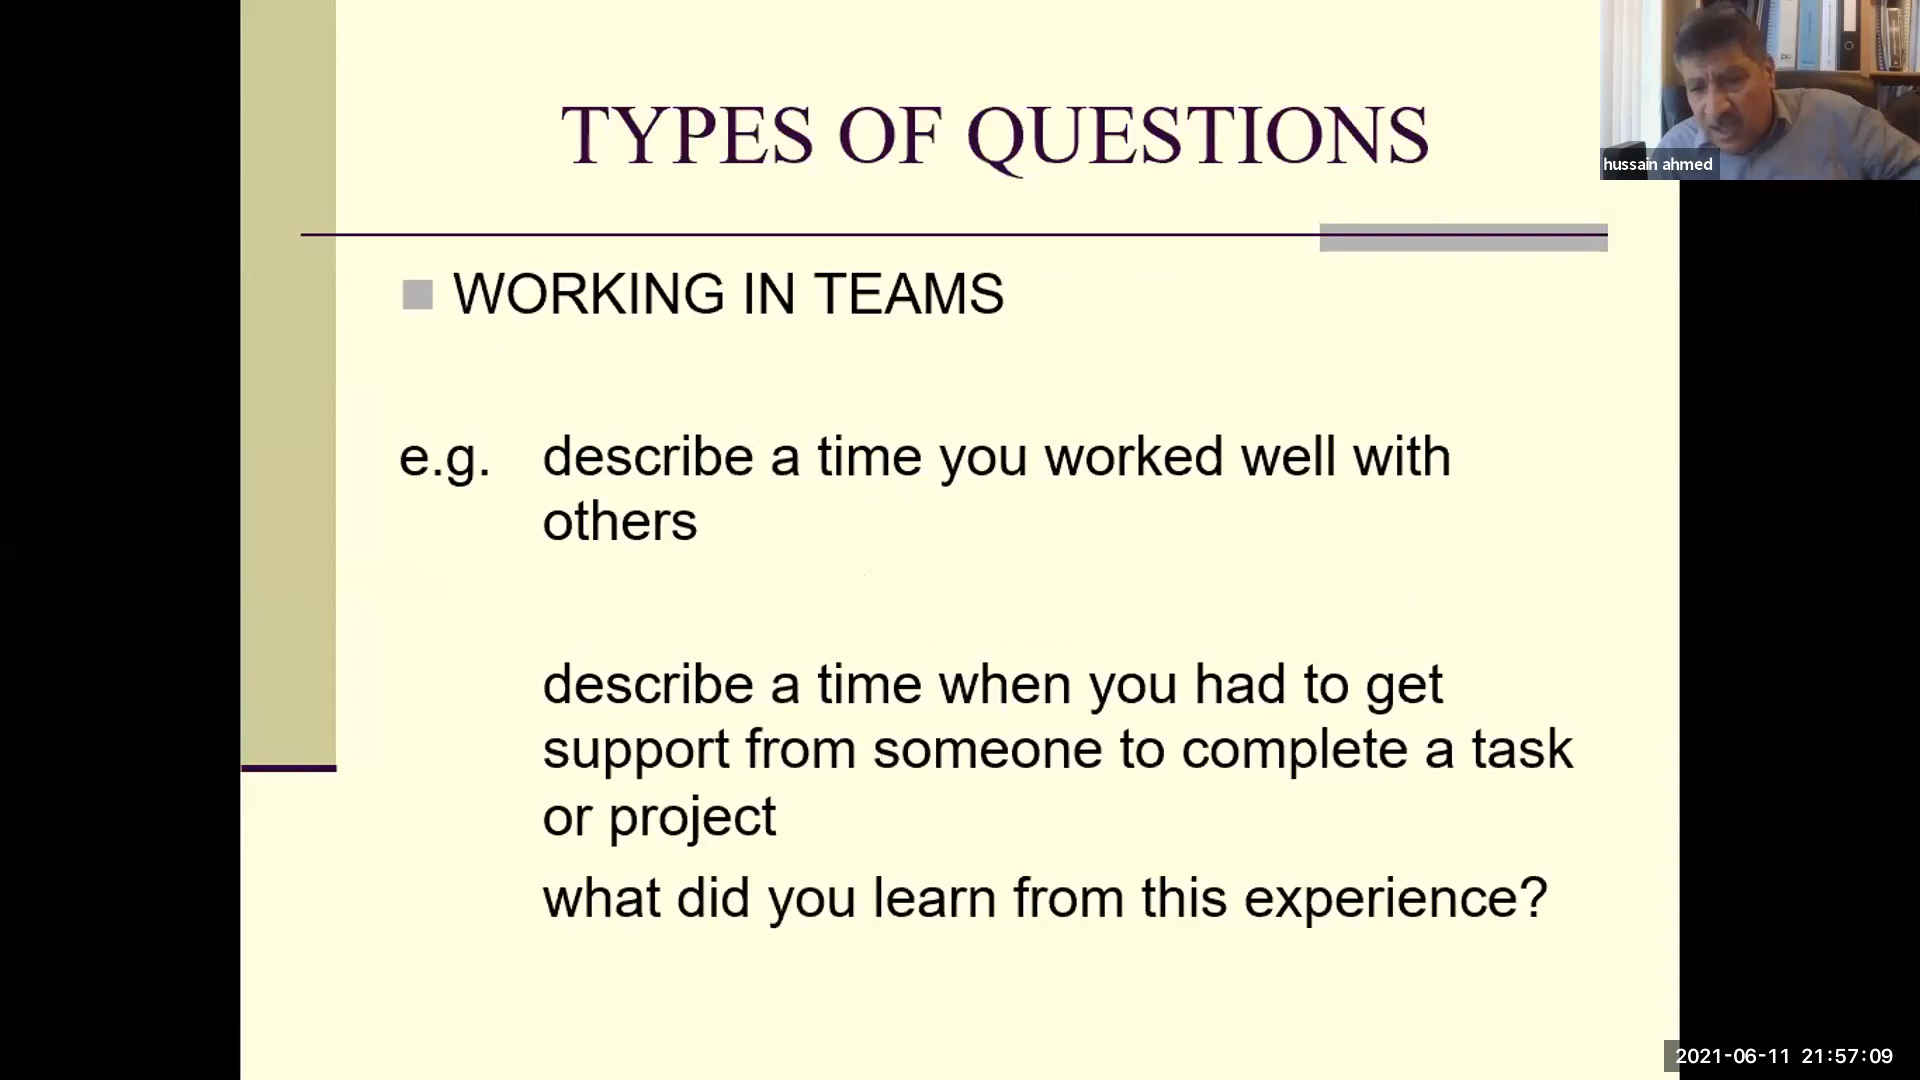 TYPES OF QUESTIONS
hussain ahmed
WORKING IN TEAMS
e.g. describe a time you worked well with
others
describe a time when you had to get
support from someone to complete a task
or project
what did you learn from this experience?
2021-06-11 21:57:09